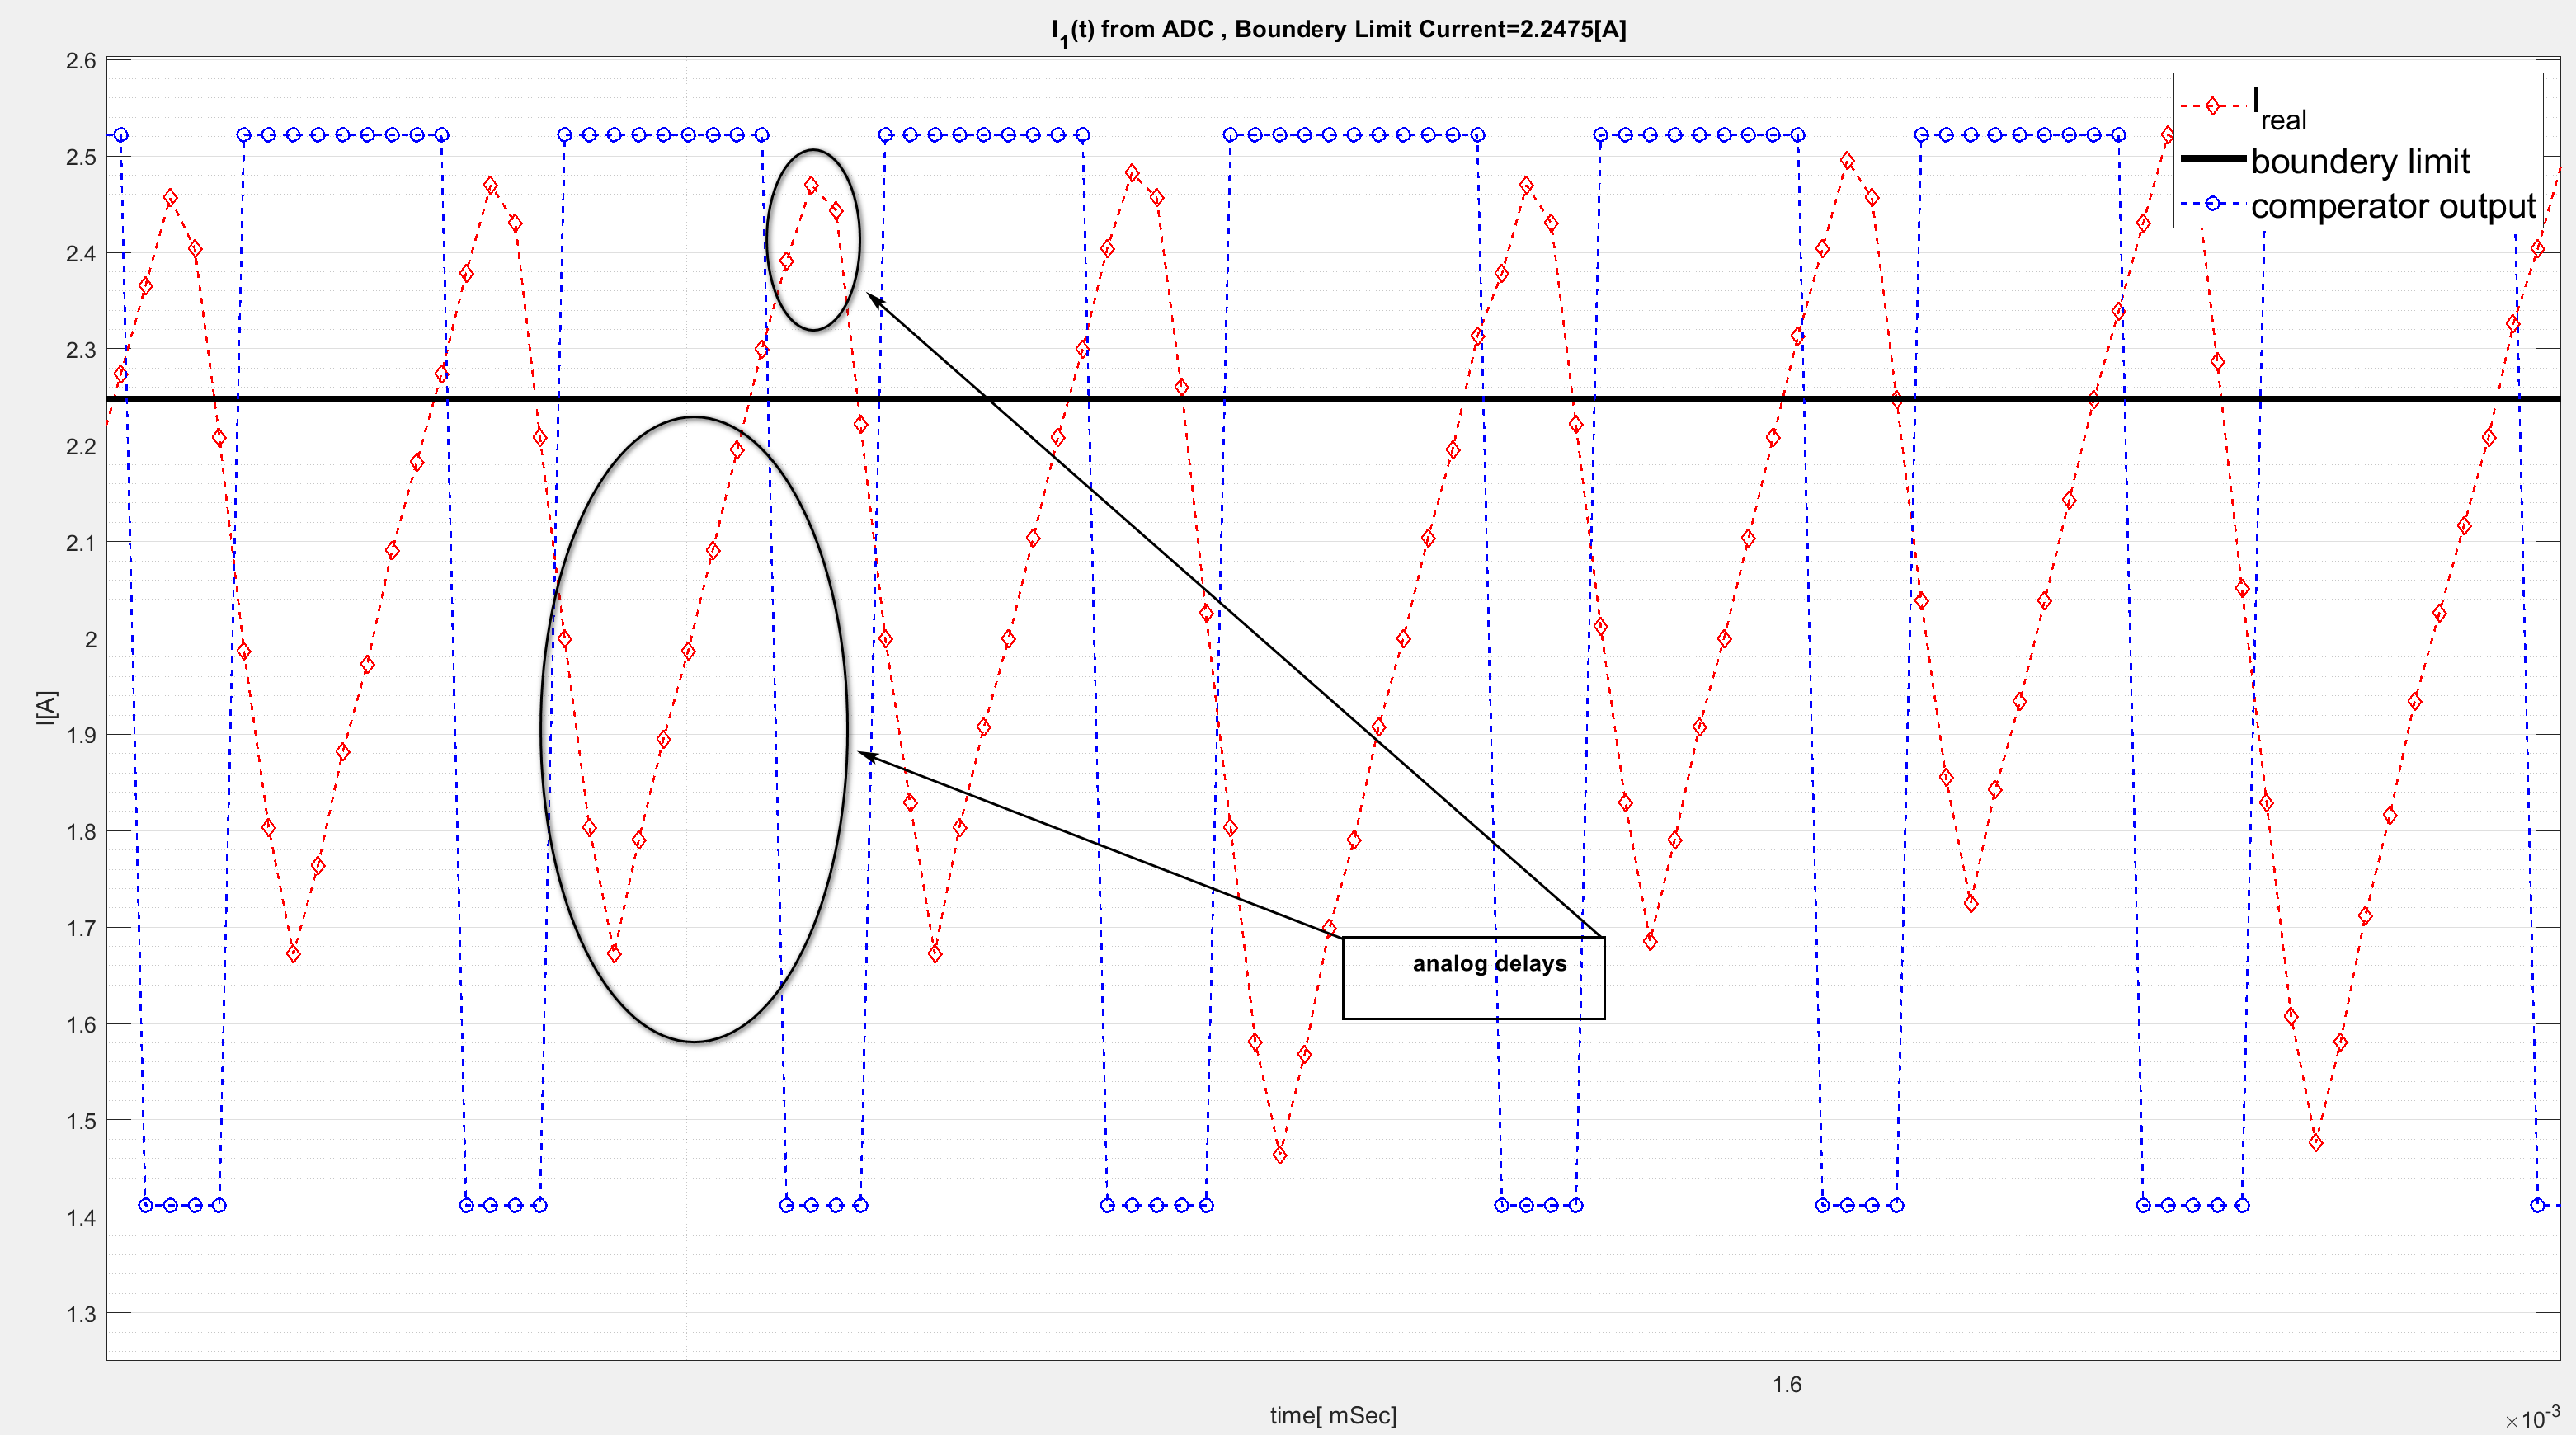 I1(t) from ADC , Boundery Limit Current=2.2475[A]
2.6
2.5
2.4
2.3
2.2
2.1
2
1.9
1.8
1.7
1.6
1.5
1.4
1.3
I[A]
Ireal
boundery limit
comperator output
analog delays
1.6
time[ mSec]
×10-3